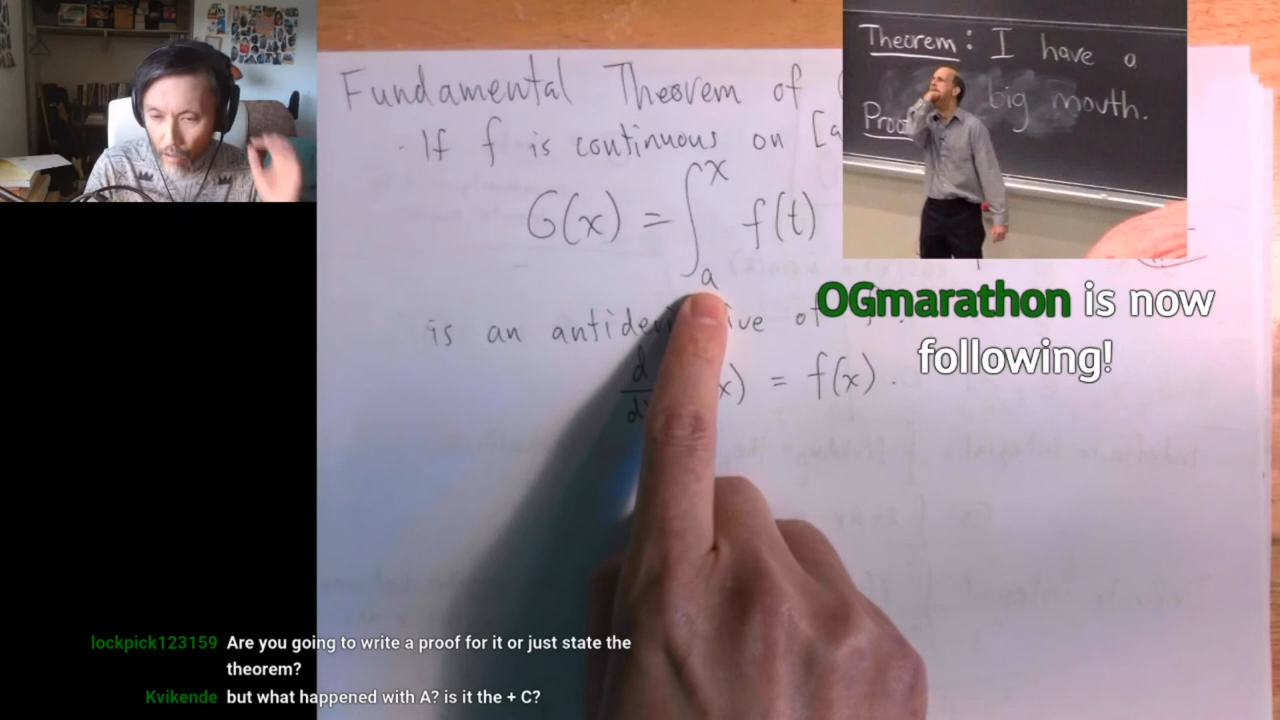 Fundamental Theorem of
· If f is continuous on [a
G(x) = ∫ₐˣ f(t)
is an of
d = f(x).
Theorem: I have a
big mouth.
Proof
OGmarathon is now
following!
lockpick123159 Are you going to write a proof for it or just state the
theorem?
Kvikende but what happened with A? is it the + C?